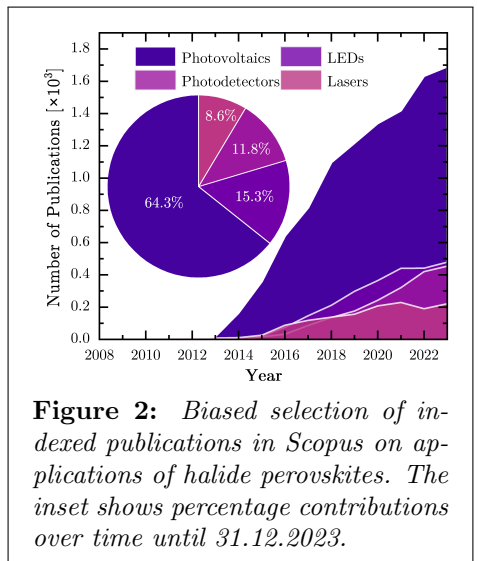 Number of Publications [×10³]
1.8
1.6
1.4
1.2
1.0
0.8
0.6
0.4
0.2
0.0
Photovoltaics LEDs
Photodetectors Lasers
8.6%
11.8%
15.3%
64.3%
2008 2010 2012 2014 2016 2018 2020 2022
Year
Figure 2: Biased selection of in-
dexed publications in Scopus on ap-
plications of halide perovskites. The
inset shows percentage contributions
over time until 31.12.2023.